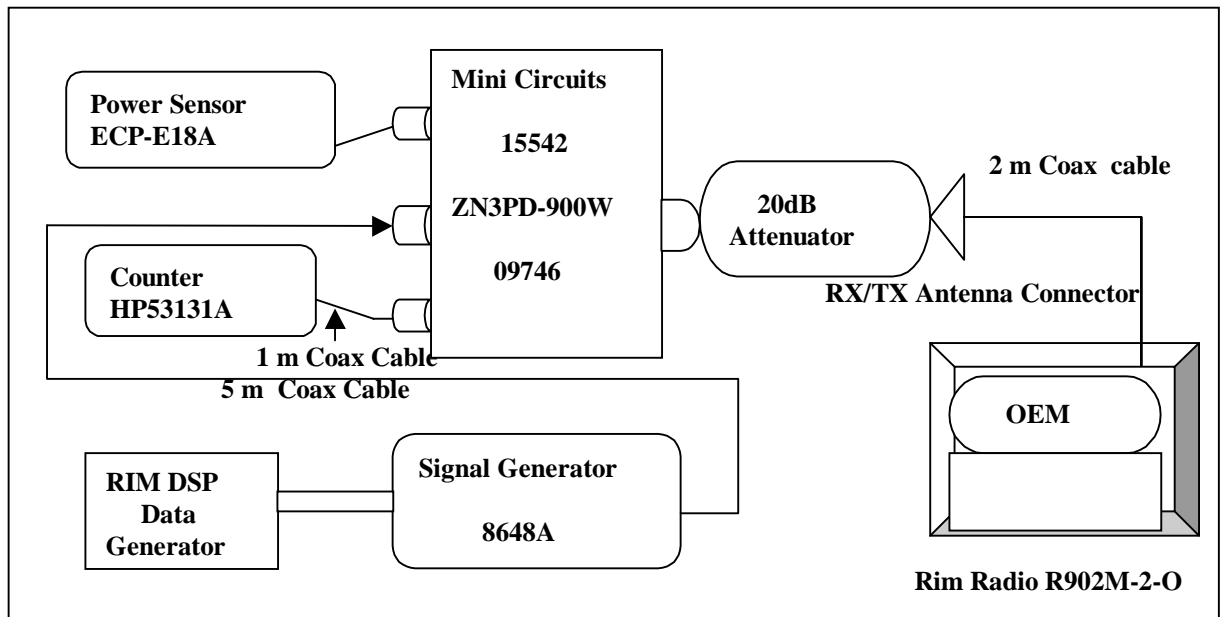 Power Sensor
ECP-E18A
Mini Circuits
15542
ZN3PD-900W
09746
20dB
Attenuator
2 m Coax cable
RX/TX Antenna Connector
Counter
HP53131A
1 m Coax Cable
5 m Coax Cable
OEM
RIM DSP
Data
Generator
Signal Generator
8648A
Rim Radio R902M-2-O